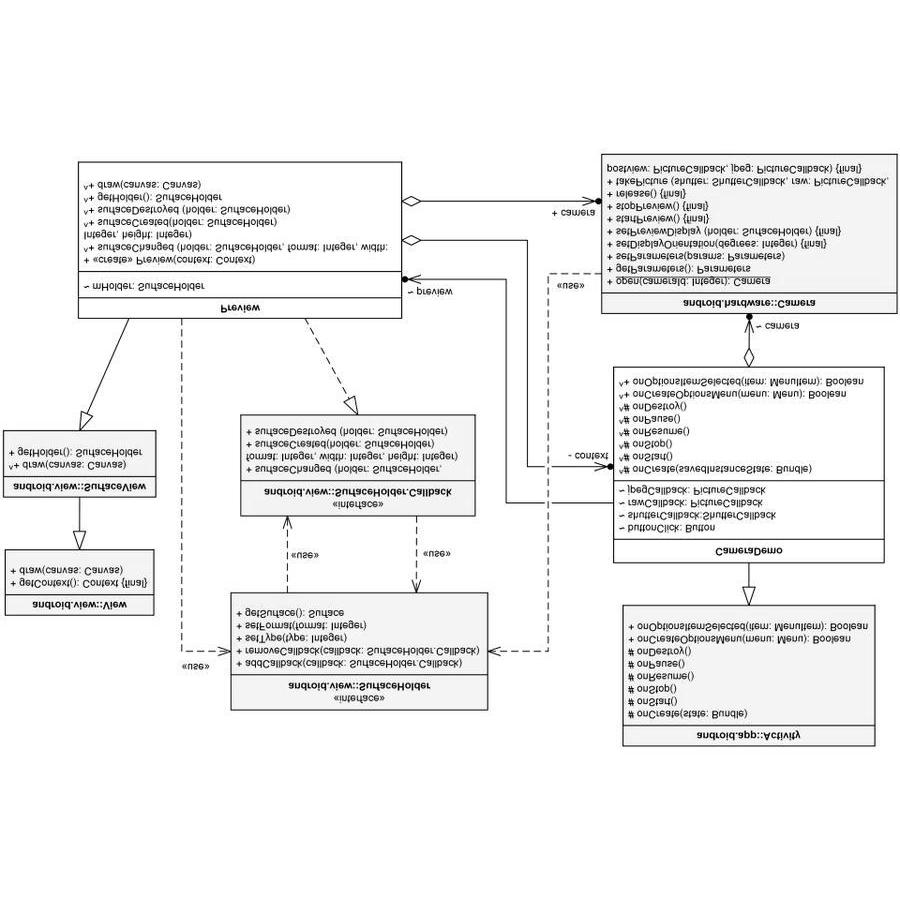 android.app::Activity
# onCreate(state: Bundle)
# onStart()
# onStop()
# onResume()
# onPause()
# onDestroy()
+ onCreateOptionsMenu(menu: Menu): Boolean
+ onOptionsItemSelected(item: MenuItem): Boolean
«interface»
android.view::SurfaceHolder
+ addCallback(callback: SurfaceHolder.Callback)
+ removeCallback(callback: SurfaceHolder.Callback)
+ setType(type: Integer)
+ setFormat(format: Integer)
+ getSurface(): Surface
«use»
android.view::View
+ getContext(): Context {final}
+ draw(canvas: Canvas)
«use»
«use»
CameraDemo
~ buttonClick: Button
~ shutterCallback:ShutterCallback
~ rawCallback: PictureCallback
~ jpegCallback: PictureCallback
^# onCreate(savedInstanceState: Bundle)
^# onStart()
^# onStop()
^# onResume()
^# onPause()
^# onDestroy()
^+ onCreateOptionsMenu(menu: Menu): Boolean
^+ onOptionsItemSelected(item: MenuItem): Boolean
«interface»
android.view::SurfaceHolder.Callback
+ surfaceChanged (holder: SurfaceHolder,
format: Integer, width: Integer, height: Integer)
+ surfaceCreated(holder: SurfaceHolder)
+ surfaceDestroyed (holder: SurfaceHolder)
android.view::SurfaceView
^+ draw(canvas: Canvas)
+ getHolder(): SurfaceHolder
- context
~ camera
Preview
~ mHolder: SurfaceHolder
+ «create» Preview(context: Context)
^+ surfaceChanged (holder: SurfaceHolder, format: Integer, width:
Integer, height: Integer)
^+ surfaceCreated(holder: SurfaceHolder)
^+ surfaceDestroyed (holder: SurfaceHolder)
^+ getHolder(): SurfaceHolder
^+ draw(canvas: Canvas)
~ preview
«use»
+ camera
android.hardware::Camera
+ open(cameraId: Integer): Camera
+ getParameters(): Parameters
+ setParameters(params: Parameters)
+ setDisplayOrientation(degrees: Integer) {final}
+ setPreviewDisplay (holder: SurfaceHolder) {final}
+ startPreview() {final}
+ stopPreview() {final}
+ release() {final}
+ takePicture (shutter: ShutterCallback, raw: PictureCallback,
postview: PictureCallback, jpeg: PictureCallback) {final}